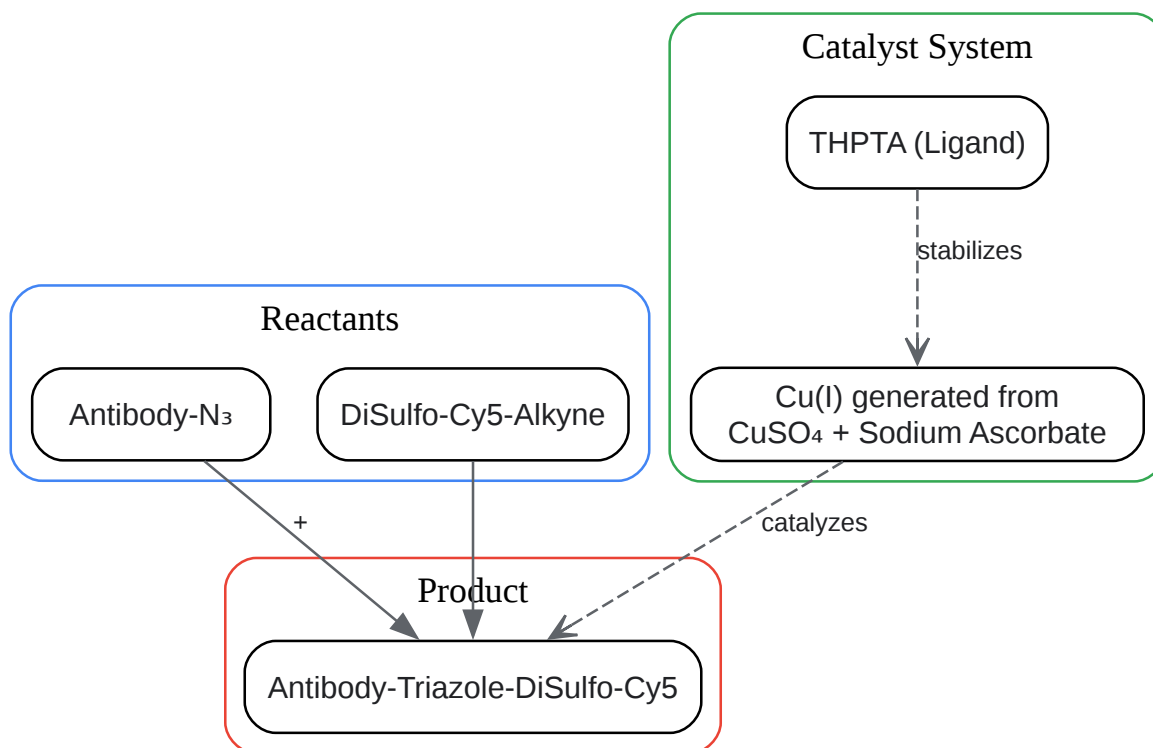 Catalyst System
THPTA (Ligand)
stabilizes
Reactants
Antibody-N₃
DiSulfo-Cy5-Alkyne
Cu(I) generated from
CuSO₄ + Sodium Ascorbate
+
catalyzes
Product
Antibody-Triazole-DiSulfo-Cy5